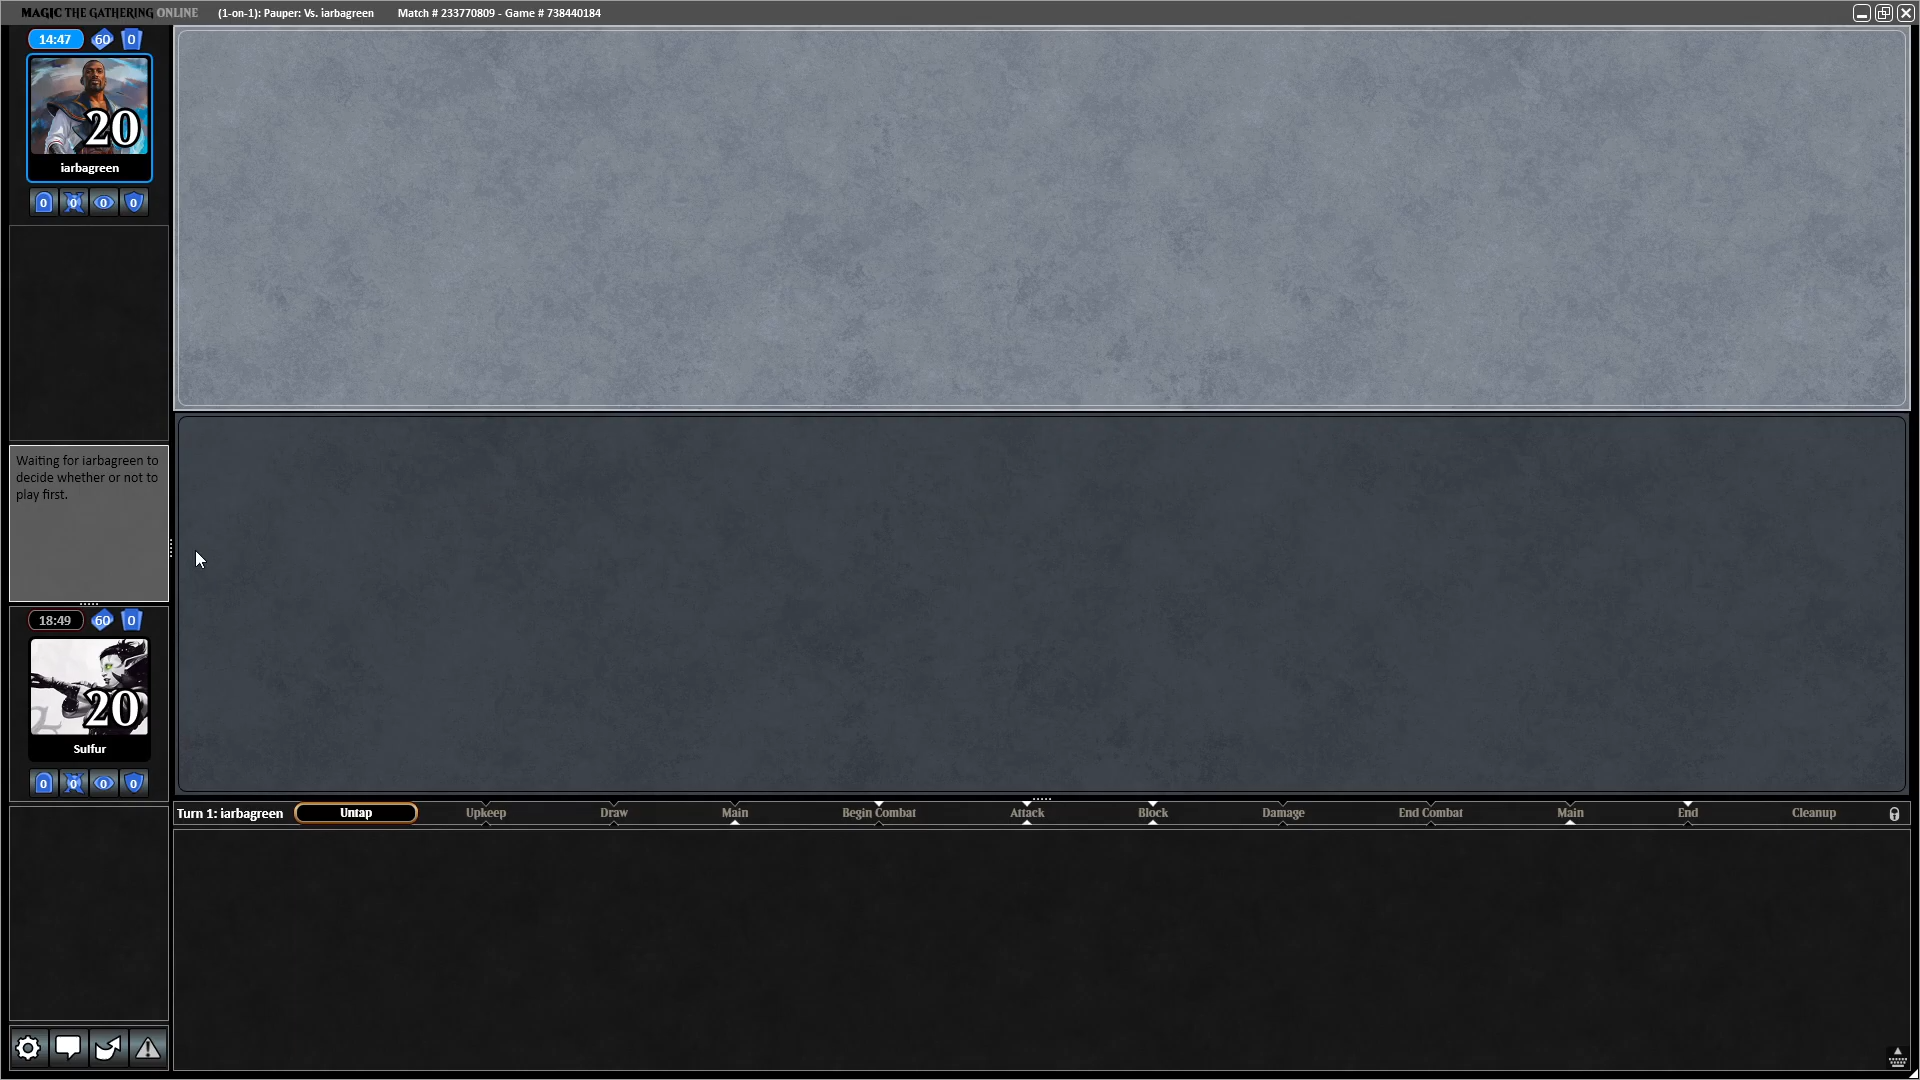 MAGIC THE GATHERING ONLINE (1-on-1): Pauper: Vs. iarbagreen Match # 233770809 - Game # 738440184
14:47 60 0
20
iarbagreen
0 0 0 0
Waiting for iarbagreen to
decide whether or not to
play first.
18:49 60 0
20
Sulfur
0 0 0 0
Turn 1: iarbagreen Untap Upkeep Draw Main Begin Combat Attack Block Damage End Combat Main End Cleanup